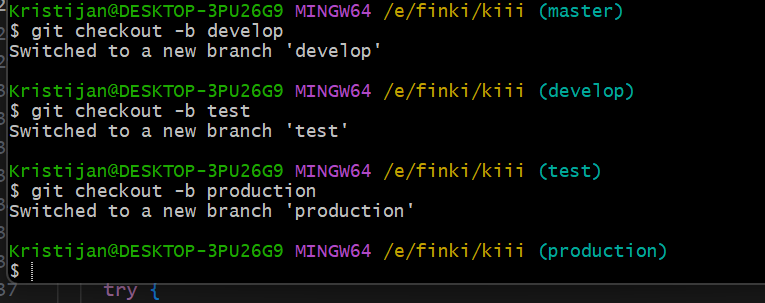 Kristijan@DESKTOP-3PU26G9 MINGW64 /e/finki/kiii (master)
$ git checkout -b develop
Switched to a new branch 'develop'
Kristijan@DESKTOP-3PU26G9 MINGW64 /e/finki/kiii (develop)
$ git checkout -b test
Switched to a new branch 'test'
Kristijan@DESKTOP-3PU26G9 MINGW64 /e/finki/kiii (test)
$ git checkout -b production
Switched to a new branch 'production'
Kristijan@DESKTOP-3PU26G9 MINGW64 /e/finki/kiii (production)
$
try {